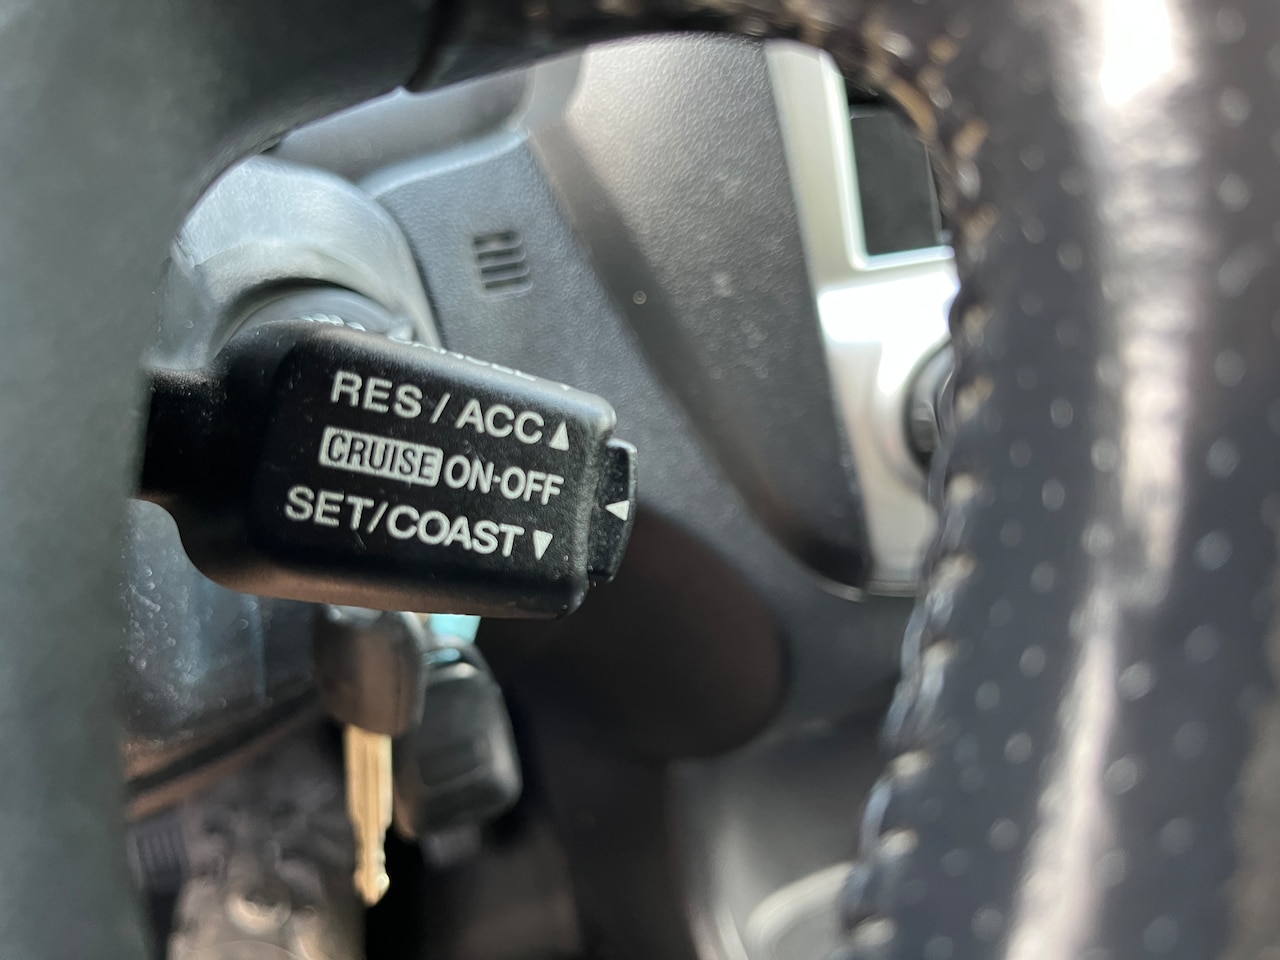 RES / ACC▲
CRUISE ON-OFF ◀
SET/COAST▼